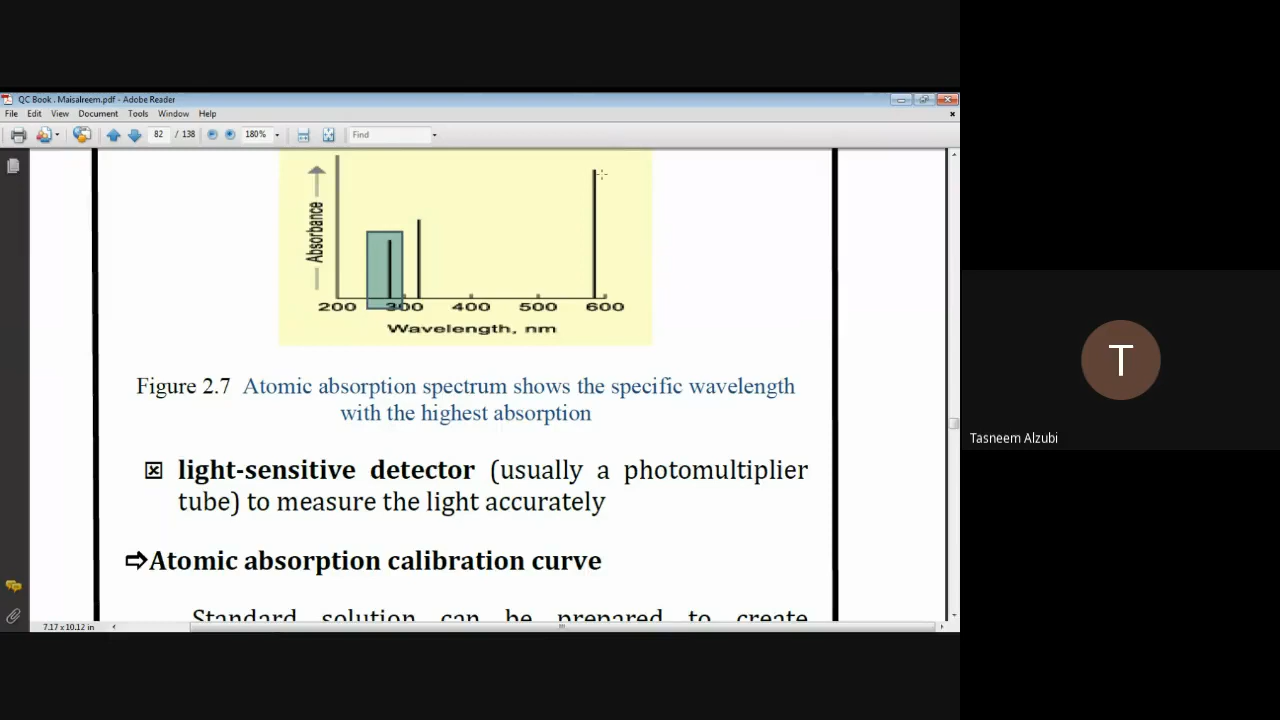 QC Book . Maisalreem.pdf - Adobe Reader
File Edit View Document Tools Window Help
82 / 138 180% Find
Absorbance
200 300 400 500 600
Wavelength, nm
Figure 2.7 Atomic absorption spectrum shows the specific wavelength
with the highest absorption
light-sensitive detector (usually a photomultiplier
tube) to measure the light accurately
⇨Atomic absorption calibration curve
Standard solution can be prepared to create
7.17 x 10.12 in
T
Tasneem Alzubi